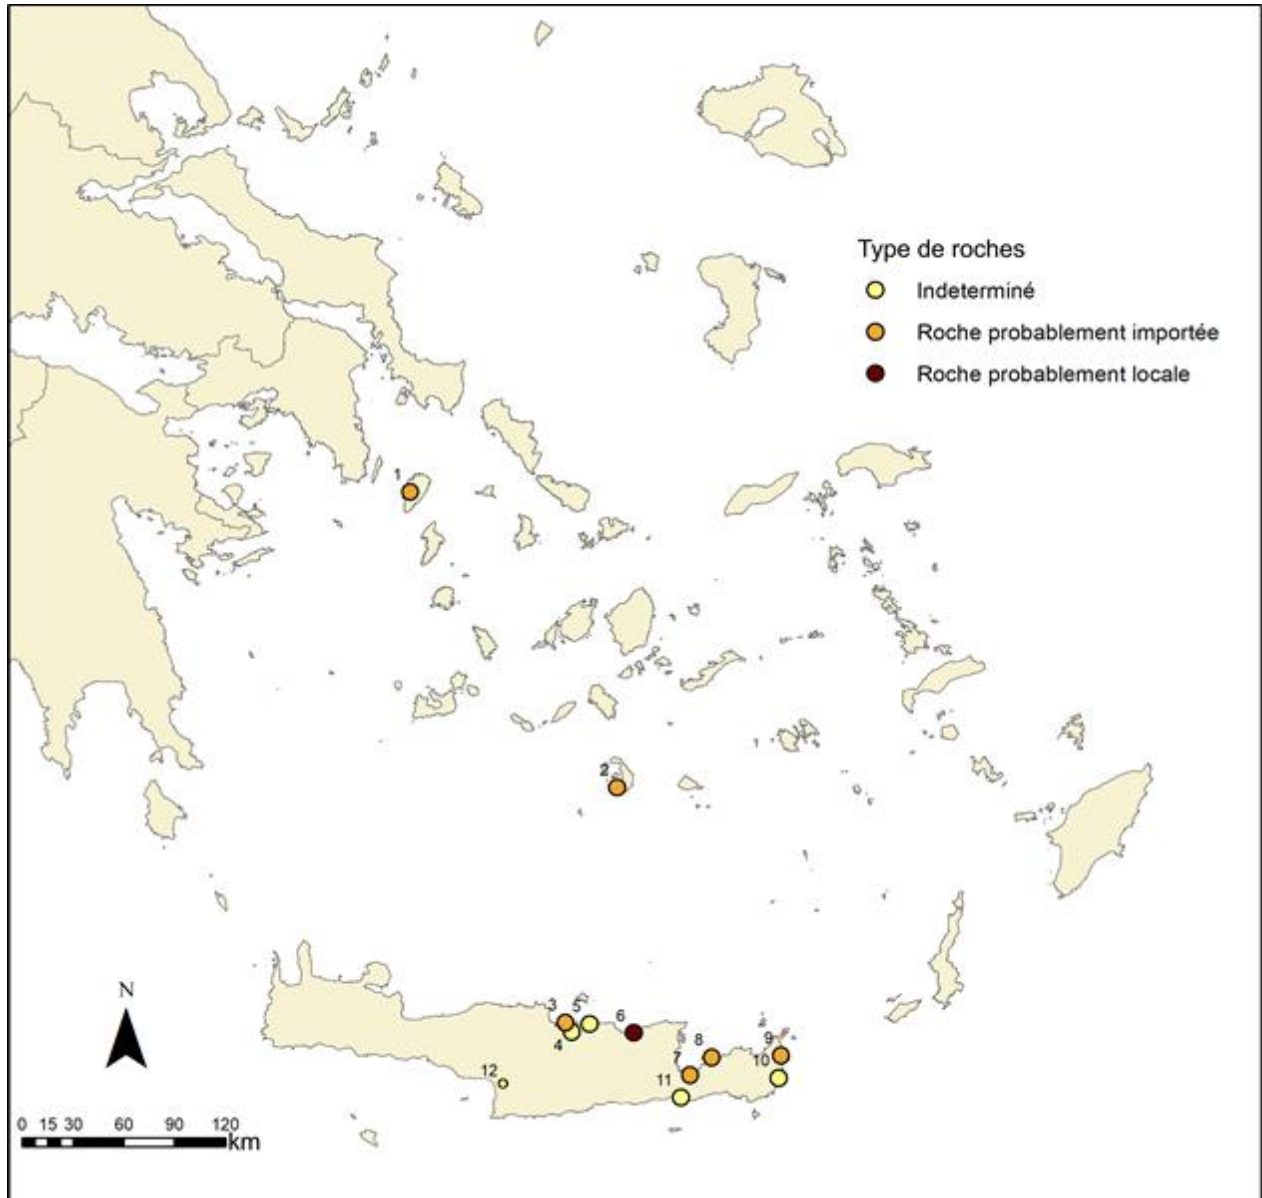 Type de roches
Indeterminé
Roche probablement importée
Roche probablement locale
1
2
3
5
6
4
8
9
7
10
11
12
N
0 15 30 60 90 120
km